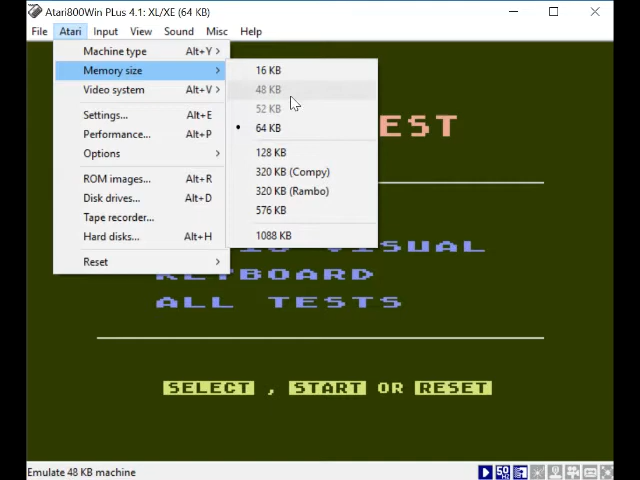 Atari800Win PLus 4.1: XL/XE (64 KB)
File Atari Input View Sound Misc Help
Machine type Alt+Y
Memory size
Video system Alt+V
Settings... Alt+E
Performance... Alt+P
Options
ROM images... Alt+R
Disk drives... Alt+D
Tape recorder...
Hard disks... Alt+H
Reset
16 KB
48 KB
52 KB
64 KB
128 KB
320 KB (Compy)
320 KB (Rambo)
576 KB
1088 KB
EST
VISUAL
KEYBOARD
ALL TESTS
SELECT , START OR RESET
Emulate 48 KB machine
50